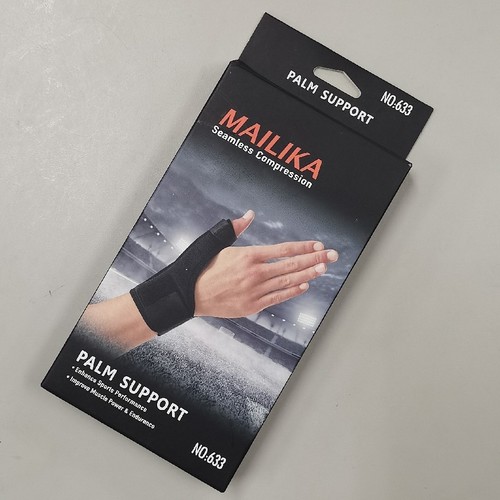 PALM SUPPORT
NO:633
MAILIKA
Seamless Compression
PALM SUPPORT
• Enhance Sports Performance
• Improve Muscle Power & Endurance
NO:633